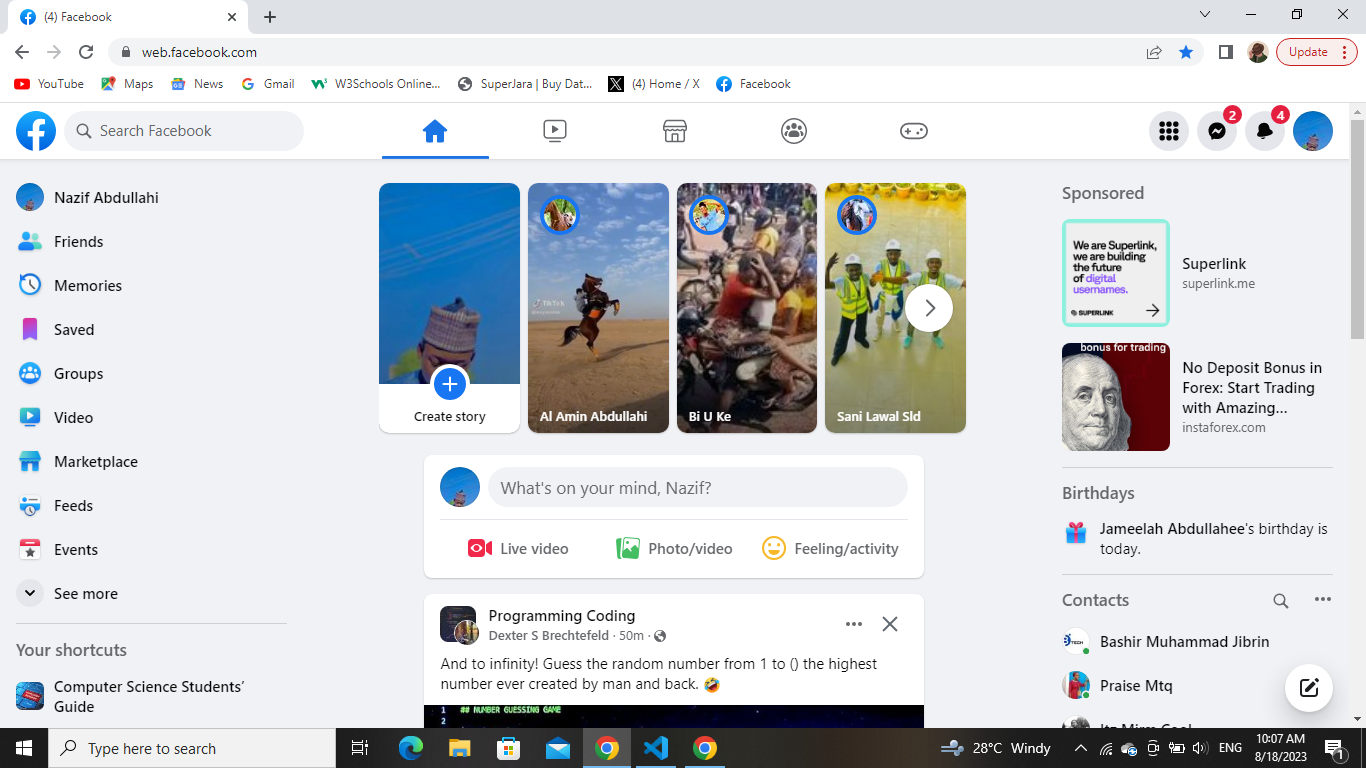 (4) Facebook
web.facebook.com
Update
YouTube
Maps
News
Gmail
W3Schools Online...
SuperJara | Buy Dat...
(4) Home / X
Facebook
Search Facebook
2
4
Nazif Abdullahi
Friends
Memories
Saved
Groups
Video
Marketplace
Feeds
Events
See more
Your shortcuts
Computer Science Students'
Guide
Create story
TikTok
Al Amin Abdullahi
Bi U Ke
Sani Lawal Sld
What's on your mind, Nazif?
Live video
Photo/video
Feeling/activity
Programming Coding
Dexter S Brechtefeld · 50m ·
And to infinity! Guess the random number from 1 to () the highest
number ever created by man and back. 🤣
1 ## NUMBER GUESSING GAME
2
Sponsored
We are Superlink,
we are building
the future
of digital
usernames.
SUPERLINK
Superlink
superlink.me
bonus for trading
No Deposit Bonus in
Forex: Start Trading
with Amazing...
instaforex.com
Birthdays
Jameelah Abdullahee's birthday is
today.
Contacts
Bashir Muhammad Jibrin
Praise Mtq
Type here to search
28°C Windy
ENG
10:07 AM
8/18/2023
1